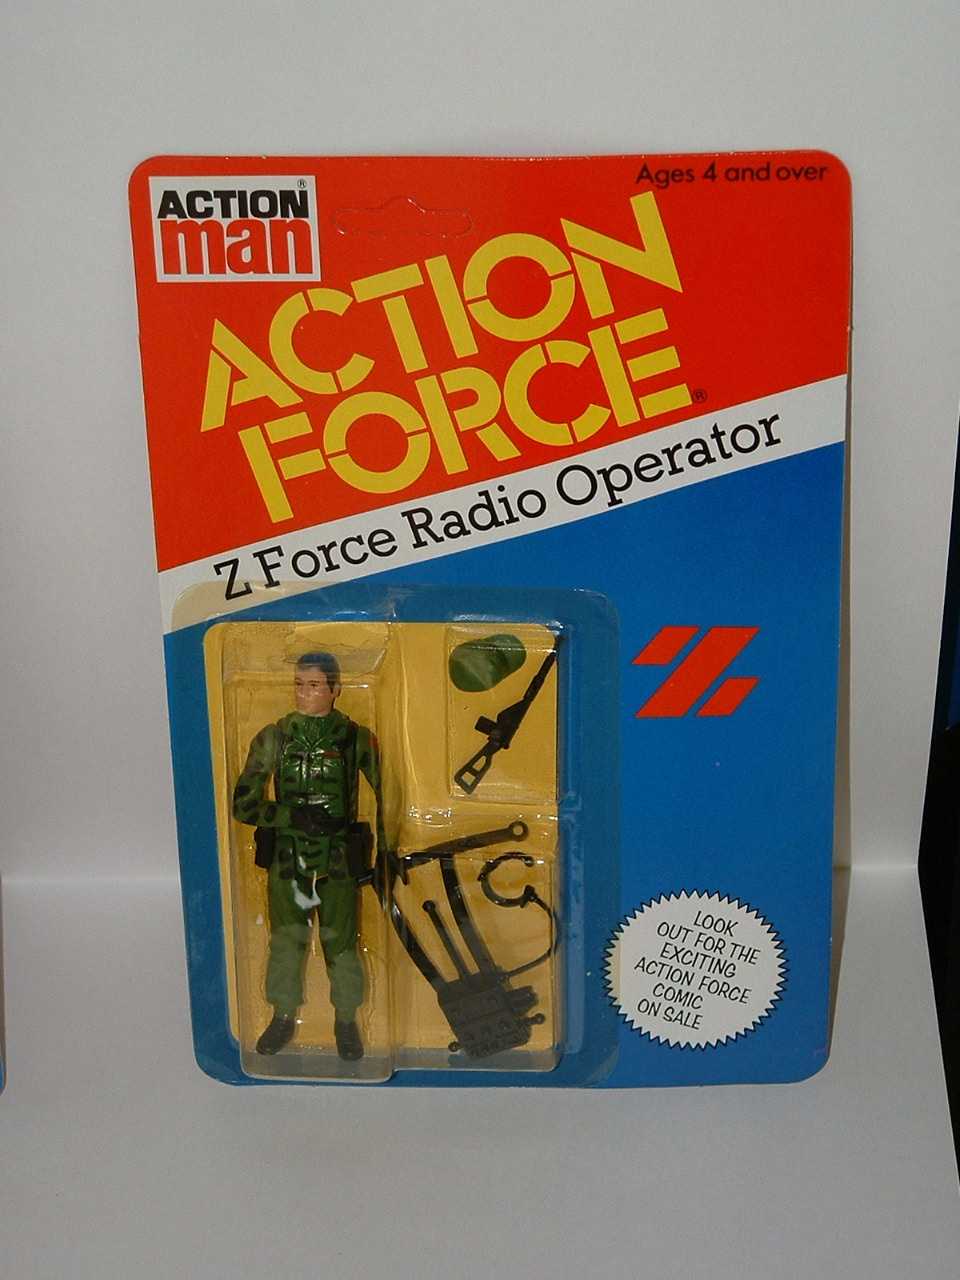 ACTION®
man
Ages 4 and over
ACTION
FORCE®
Z Force Radio Operator
Z
LOOK
OUT FOR THE
EXCITING
ACTION FORCE
COMIC
ON SALE